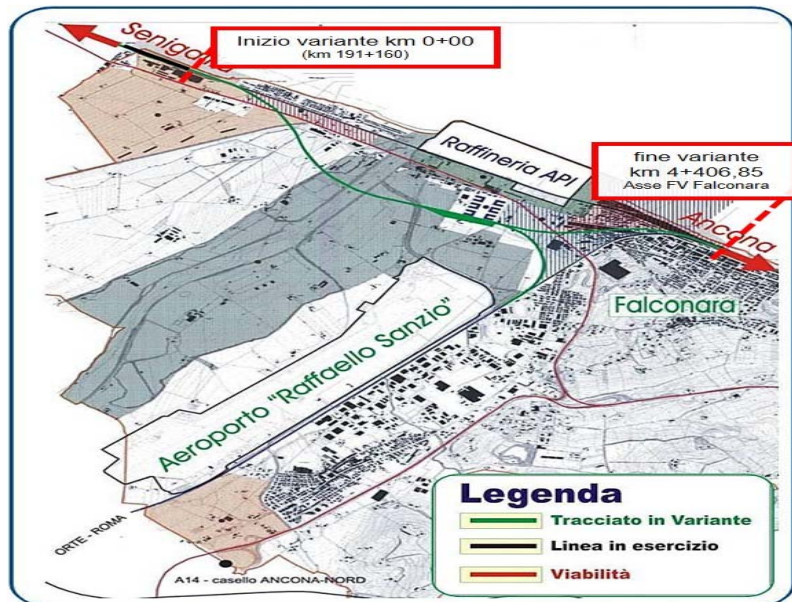 Senigallia
Inizio variante km 0+00
(km 191+160)
Raffineria API
fine variante
km 4+406,85
Asse FV Falconara
Ancona
Falconara
Aeroporto "Raffaello Sanzio"
ORTE - ROMA
A14 - casello ANCONA-NORD
Legenda
Tracciato in Variante
Linea in esercizio
Viabilità